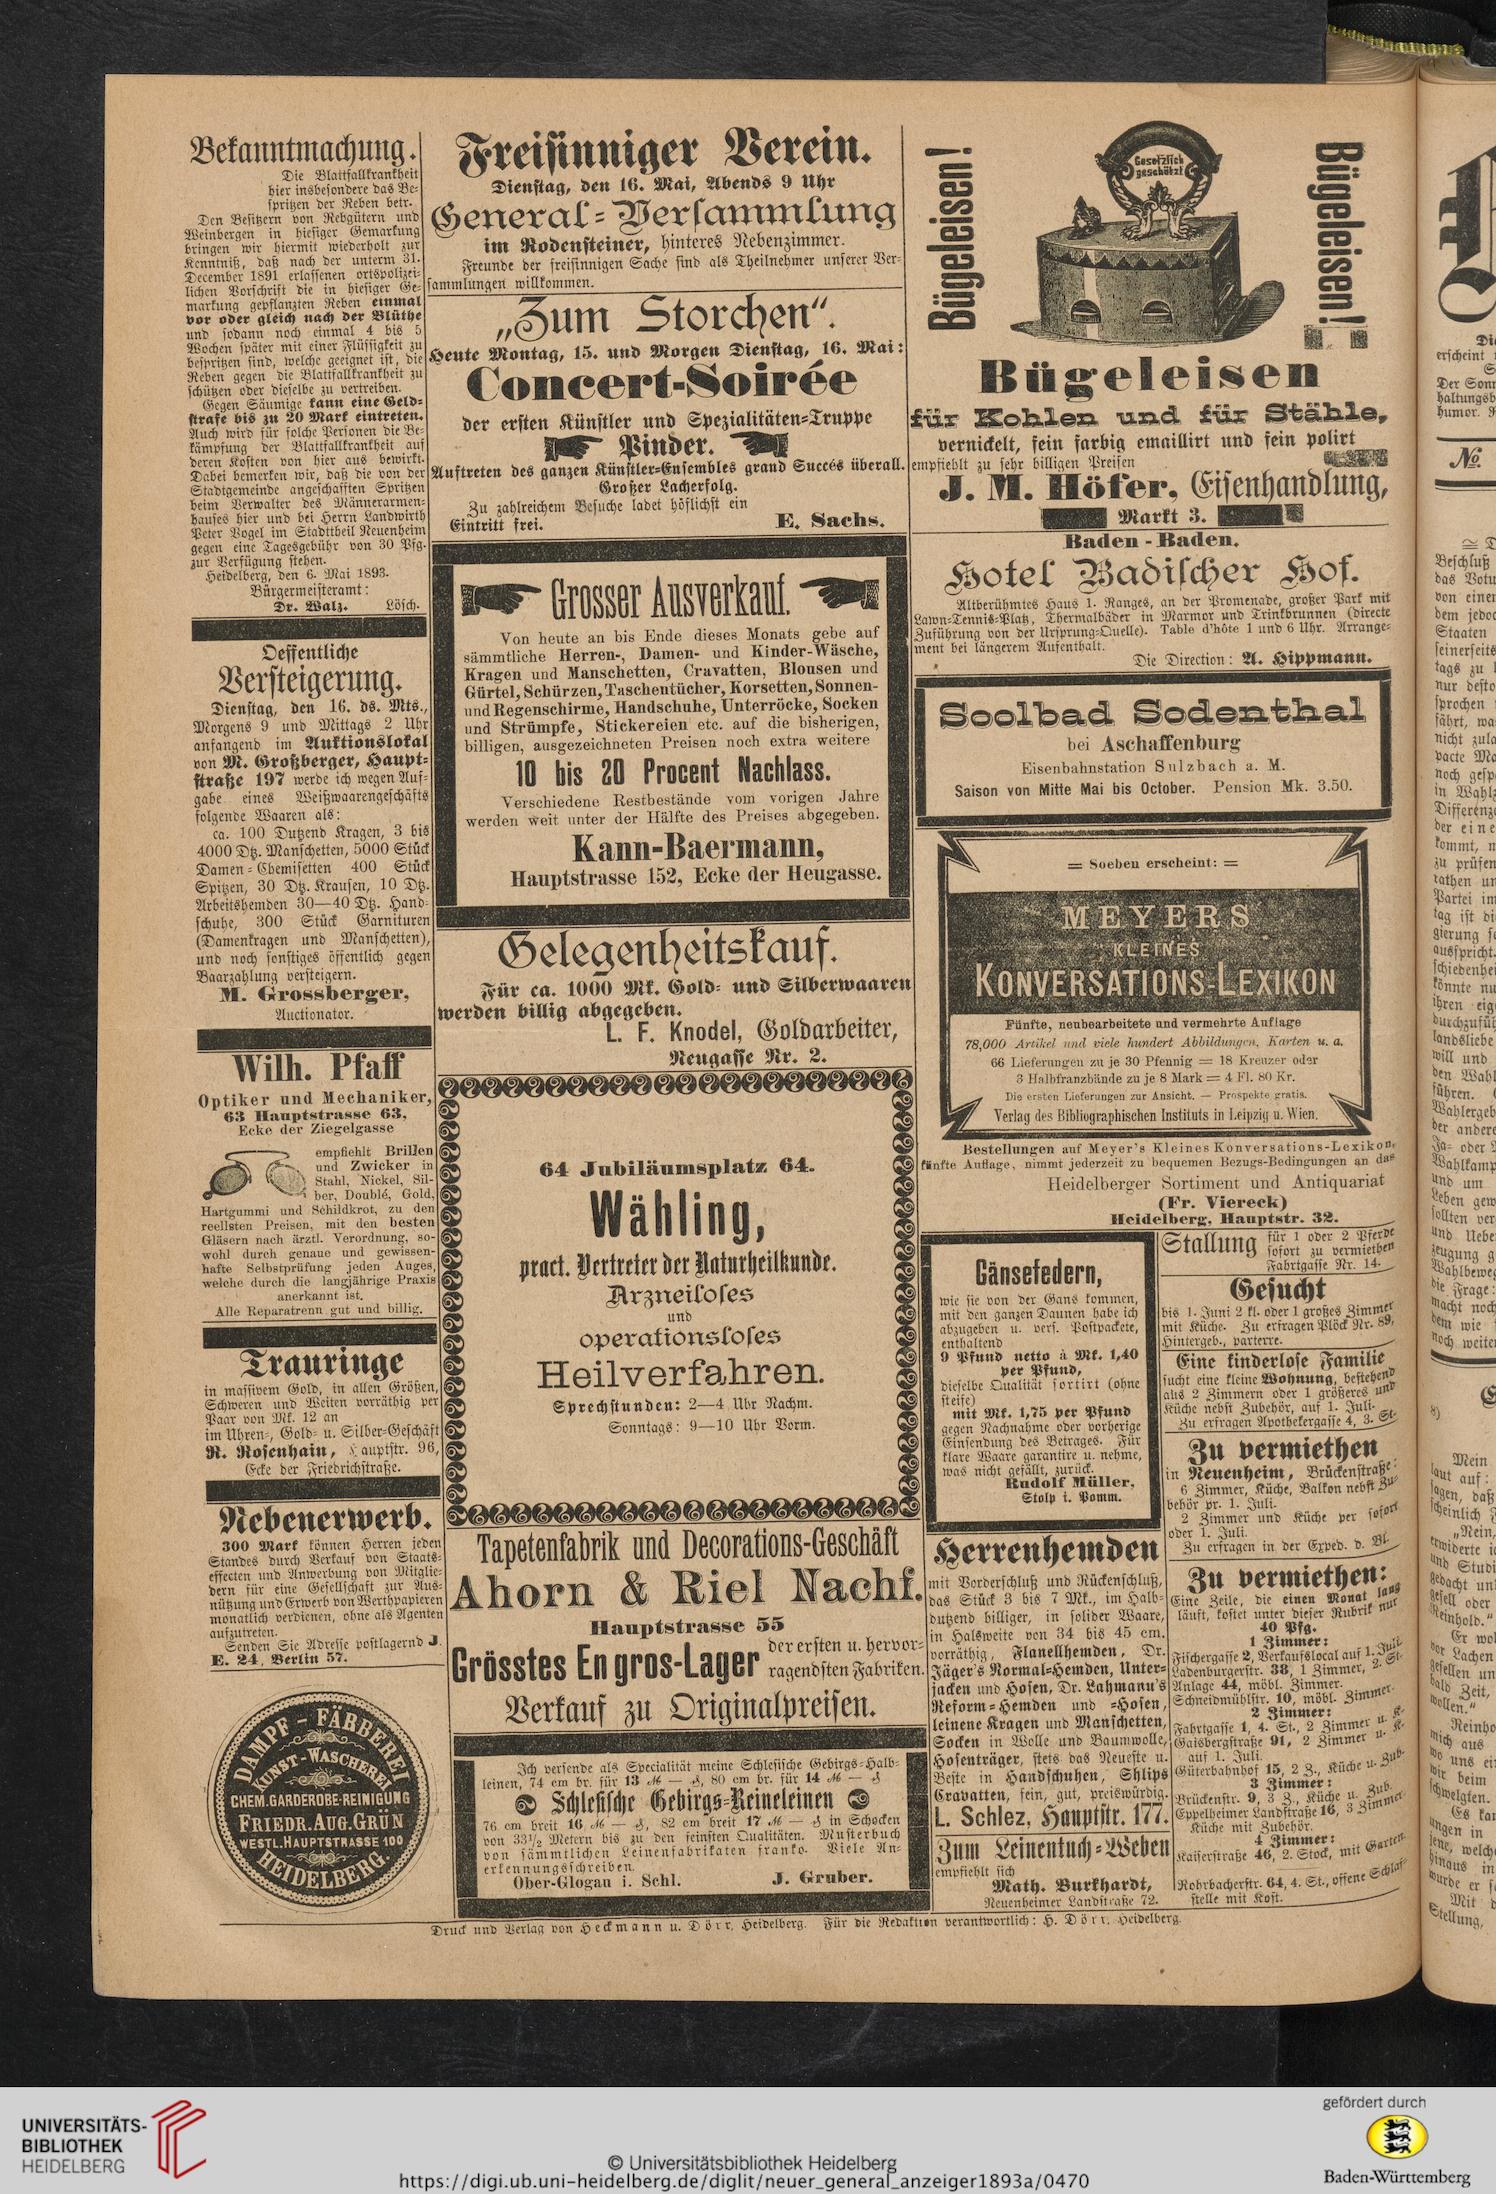 Bekanntmachung.
Die Blattfallkrankheit
hier insbesondere das Be-
spritzen der Reben betr.
Den Besitzern von Rebgütern und
Weinbergen in hiesiger Gemarkung
bringen wir hiermit wiederholt zur
Kenntniß, daß nach der unterm 31.
December 1891 erlassenen ortspolizei-
lichen Vorschrift die in hiesiger Ge-
markung gepflanzten Reben einmal
vor oder gleich nach der Blüthe
und sodann noch einmal 4 bis 5
Wochen später mit einer Flüssigkeit zu
bespritzen sind, welche geeignet ist, die
Reben gegen die Blattfallkrankheit zu
schützen oder dieselbe zu vertreiben.
Gegen Säumige kann eine Geld-
strafe bis zu 20 Mark eintreten.
Auch wird für solche Personen die Be-
kämpfung der Blattfallkrankheit auf
deren Kosten von hier aus bewirkt.
Dabei bemerken wir, daß die von der
Stadtgemeinde angeschafften Spritzen
beim Verwalter des Männerarmen-
hauses hier und bei Herrn Landwirth
Peter Vogel im Stadttheil Neuenheim
gegen eine Tagesgebühr von 30 Pfg.
zur Verfügung stehen.
Heidelberg, den 6. Mai 1893.
Bürgermeisteramt:
Dr. Walz. Lösch.
Oeffentliche
Versteigerung.
Dienstag, den 16. ds. Mts.,
Morgens 9 und Mittags 2 Uhr
anfangend im Auktionslokal
von M. Großberger, Haupt-
straße 197 werde ich wegen Auf-
gabe eines Weißwaarengeschäfts
folgende Waaren als:
ca. 100 Dutzend Kragen, 3 bis
4000 Dtz. Manschetten, 5000 Stück
Damen-Chemisetten 400 Stück
Spitzen, 30 Dtz. Krausen, 10 Dtz.
Arbeitshemden 30—40 Dtz. Hand-
schuhe, 300 Stück Garnituren
(Damenkragen und Manschetten),
und noch sonstiges öffentlich gegen
Baarzahlung versteigern.
M. Grossberger,
Auctionator.
Wilh. Pfaff
Optiker und Mechaniker,
63 Hauptstrasse 63,
Ecke der Ziegelgasse
empfiehlt Brillen
und Zwicker in
Stahl, Nickel, Sil-
ber, Doublé, Gold,
Hartgummi und Schildkrot, zu den
reellsten Preisen, mit den besten
Gläsern nach ärztl. Verordnung, so-
wohl durch genaue und gewissen-
hafte Selbstprüfung jeden Auges,
welche durch die langjährige Praxis
anerkannt ist.
Alle Reparatrenn gut und billig.
Trauringe
in massivem Gold, in allen Größen,
Schweren und Weiten vorräthig per
Paar von Mk. 12 an
im Uhren-, Gold- u. Silber-Geschäft
R. Rosenhain, Hauptstr. 96,
Ecke der Friedrichstraße.
Nebenerwerb.
300 Mark können Herren jeden
Standes durch Verkauf von Staats-
effecten und Anwerbung von Mitglie-
dern für eine Gesellschaft zur Aus-
nützung und Erwerb von Werthpapieren
monatlich verdienen, ohne als Agenten
aufzutreten.
Senden Sie Adresse postlagernd J.
E. 24, Berlin 57.
DAMPF-FÄRBEREI
KUNST-WASCHEREI
CHEM.GARDEROBE-REINIGUNG
FRIEDR. AUG. GRÜN
WESTL. HAUPTSTRASSE 100
HEIDELBERG.
Freisinniger Verein.
Dienstag, den 16. Mai, Abends 9 Uhr
General-Versammlung
im Rodensteiner, hinteres Nebenzimmer.
Freunde der freisinnigen Sache sind als Theilnehmer unserer Ver-
sammlungen willkommen.
„Zum Storchen“.
Heute Montag, 15. und Morgen Dienstag, 16. Mai:
Concert-Soirée
der ersten Künstler und Spezialitäten-Truppe
Pinder.
Auftreten des ganzen Künstler-Ensembles grand Succés überall.
Großer Lacherfolg.
Zu zahlreichem Besuche ladet höflichst ein
Eintritt frei. E. Sachs.
Grosser Ausverkauf.
Von heute an bis Ende dieses Monats gebe auf
sämmtliche Herren-, Damen- und Kinder-Wäsche,
Kragen und Manschetten, Cravatten, Blousen und
Gürtel, Schürzen, Taschentücher, Korsetten, Sonnen-
und Regenschirme, Handschuhe, Unterröcke, Socken
und Strümpfe, Stickereien etc. auf die bisherigen,
billigen, ausgezeichneten Preisen noch extra weitere
10 bis 20 Procent Nachlass.
Verschiedene Restbestände vom vorigen Jahre
werden weit unter der Hälfte des Preises abgegeben.
Kann-Baermann,
Hauptstrasse 152, Ecke der Heugasse.
Gelegenheitskauf.
Für ca. 1000 Mk. Gold- und Silberwaaren
werden billig abgegeben.
L. F. Knodel, Goldarbeiter,
Neugasse Nr. 2.
64 Jubiläumsplatz 64.
Wähling,
pract. Vertreter der Naturheilkunde.
Arzneiloses
und
operationsloses
Heilverfahren.
Sprechstunden: 2—4 Uhr Nachm.
Sonntags: 9—10 Uhr Vorm.
Tapetenfabrik und Decorations-Geschäft
Ahorn & Riel Nachf.
Hauptstrasse 55
Grösstes En gros-Lager der ersten u. hervor-
ragendsten Fabriken.
Verkauf zu Originalpreisen.
Ich versende als Specialität meine Schlesische Gebirgs-Halb-
leinen, 74 cm br. für 13 ℳ — ₰, 80 cm br. für 14 ℳ — ₰
Schlesische Gebirgs-Reinleinen
76 cm breit 16 ℳ — ₰, 82 cm breit 17 ℳ — ₰ in Schocken
von 33½ Metern bis zu den feinsten Qualitäten. Musterbuch
von sämmtlichen Leinenfabrikaten franko. Viele An-
erkennungsschreiben.
Ober-Glogau i. Schl. J. Gruber.
Bügeleisen!
Gesetzlich
geschützt
Bügeleisen!
Bügeleisen
für Kohlen und für Stähle,
vernickelt, fein farbig emaillirt und fein polirt
empfiehlt zu sehr billigen Preisen
J. M. Höfer, Eisenhandlung,
Markt 3.
Baden-Baden.
Hotel Badischer Hof.
Altberühmtes Haus 1. Ranges, an der Promenade, großer Park mit
Lawn-Tennis-Platz, Thermalbäder in Marmor und Trinkbrunnen (directe
Zuführung von der Ursprung-Quelle). Table d'hôte 1 und 6 Uhr. Arrange-
ment bei längerem Aufenthalt.
Die Direction: A. Hippmann.
Soolbad Sodenthal
bei Aschaffenburg
Eisenbahnstation Sulzbach a. M.
Saison von Mitte Mai bis October. Pension Mk. 3.50.
= Soeben erscheint: =
MEYERS
KLEINES
KONVERSATIONS-LEXIKON
Fünfte, neubearbeitete und vermehrte Auflage
78,000 Artikel und viele hundert Abbildungen, Karten u. a.
66 Lieferungen zu je 30 Pfennig = 18 Kreuzer oder
3 Halbfranzbände zu je 8 Mark = 4 Fl. 80 Kr.
Die ersten Lieferungen zur Ansicht. — Prospekte gratis.
Verlag des Bibliographischen Instituts in Leipzig u. Wien.
Bestellungen auf Meyer's Kleines Konversations-Lexikon,
fünfte Auflage, nimmt jederzeit zu bequemen Bezugs-Bedingungen an das
Heidelberger Sortiment und Antiquariat
(Fr. Viereck)
Heidelberg, Hauptstr. 32.
Gänsefedern,
wie sie von der Gans kommen,
mit den ganzen Daunen habe ich
abzugeben u. vers. Postpackete,
enthaltend
9 Pfund netto à Mk. 1,40
per Pfund,
dieselbe Qualität sortirt (ohne
steife)
mit Mk. 1,75 per Pfund
gegen Nachnahme oder vorherige
Einsendung des Betrages. Für
klare Waare garantire u. nehme,
was nicht gefällt, zurück.
Rudolf Müller,
Stolp i. Pomm.
Herrenhemden
mit Vorderschluß und Rückenschluß,
das Stück 3 bis 7 Mk., im Halb-
dutzend billiger, in solider Waare,
in Halsweite von 34 bis 45 cm.
vorräthig, Flanellhemden, Dr.
Jäger's Normal-Hemden, Unter-
jacken und Hosen, Dr. Lahmann's
Reform-Hemden und -Hosen,
leinene Kragen und Manschetten,
Socken in Wolle und Baumwolle,
Hosenträger, stets das Neueste u.
Beste in Handschuhen, Shlips
Cravatten, fein, gut, preiswürdig.
L. Schlez, Hauptstr. 177.
Zum Leinentuch-Weben
empfiehlt sich
Math. Burkhardt,
Neuenheimer Landstraße 72.
Stallung für 1 oder 2 Pferde
sofort zu vermiethen
Fahrtgasse Nr. 14.
Gesucht
bis 1. Juni 2 kl. oder 1 großes Zimmer
mit Küche. Zu erfragen Plöck Nr. 89,
Hintergeb., parterre.
Eine kinderlose Familie
sucht eine kleine Wohnung, bestehend
aus 2 Zimmern oder 1 größeres und
Küche nebst Zubehör, auf 1. Juli.
Zu erfragen Apothekergasse 4, 3. St.
Zu vermiethen
in Neuenheim, Brückenstraße:
6 Zimmer, Küche, Balkon nebst Zu-
behör pr. 1. Juli.
2 Zimmer und Küche per sofort
oder 1. Juli.
Zu erfragen in der Exped. d. Bl.
Zu vermiethen:
Eine Zeile, die einen Monat lang
läuft, kostet unter dieser Rubrik nur
40 Pfg.
1 Zimmer:
Fischergasse 2, Verkaufslocal auf 1. Juli
Ladenburgerstr. 38, 1 Zimmer, 2. St.
Anlage 44, möbl. Zimmer.
Schneidmühlstr. 10, möbl. Zimmer.
2 Zimmer:
Fahrtgasse 1, 4. St., 2 Zimmer u. K.
Gaisbergstraße 91, 2 Zimmer u. K.
auf 1. Juli.
Güterbahnhof 15, 2 Z., Küche u. Zub.
3 Zimmer:
Brückenstr. 9, 3 Z., Küche u. Zub.
Eppelheimer Landstraße 16, 3 Zimmer
Küche mit Zubehör.
4 Zimmer:
Kaiserstraße 46, 2. Stock, mit Garten.
Rohrbacherstr. 64, 4. St., offene Schlaf-
stelle mit Kost.
Druck und Verlag von Heckmann u. Dörr, Heidelberg. Für die Redaktion verantwortlich: H. Dörr, Heidelberg.
No.
UNIVERSITÄTS-
BIBLIOTHEK
HEIDELBERG
© Universitätsbibliothek Heidelberg
https://digi.ub.uni-heidelberg.de/diglit/neuer_general_anzeiger1893a/0470
gefördert durch
Baden-Württemberg